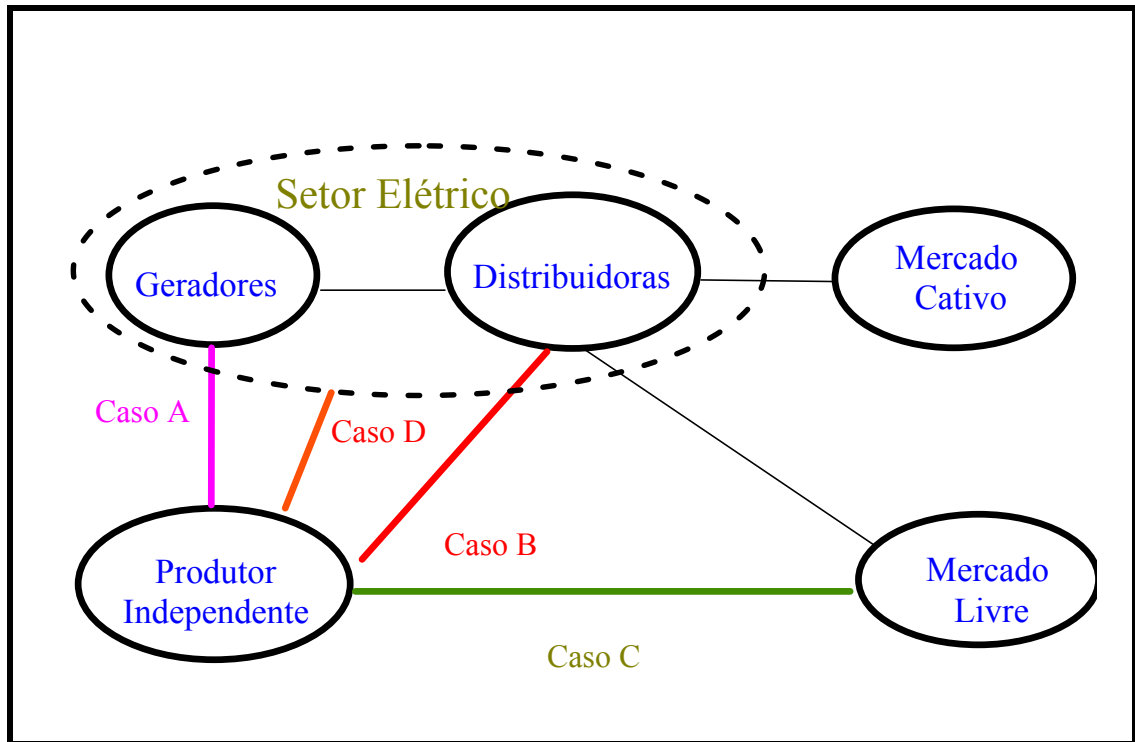 Setor Elétrico
Geradores
Distribuidoras
Mercado
Cativo
Caso A
Caso D
Caso B
Produtor
Independente
Mercado
Livre
Caso C